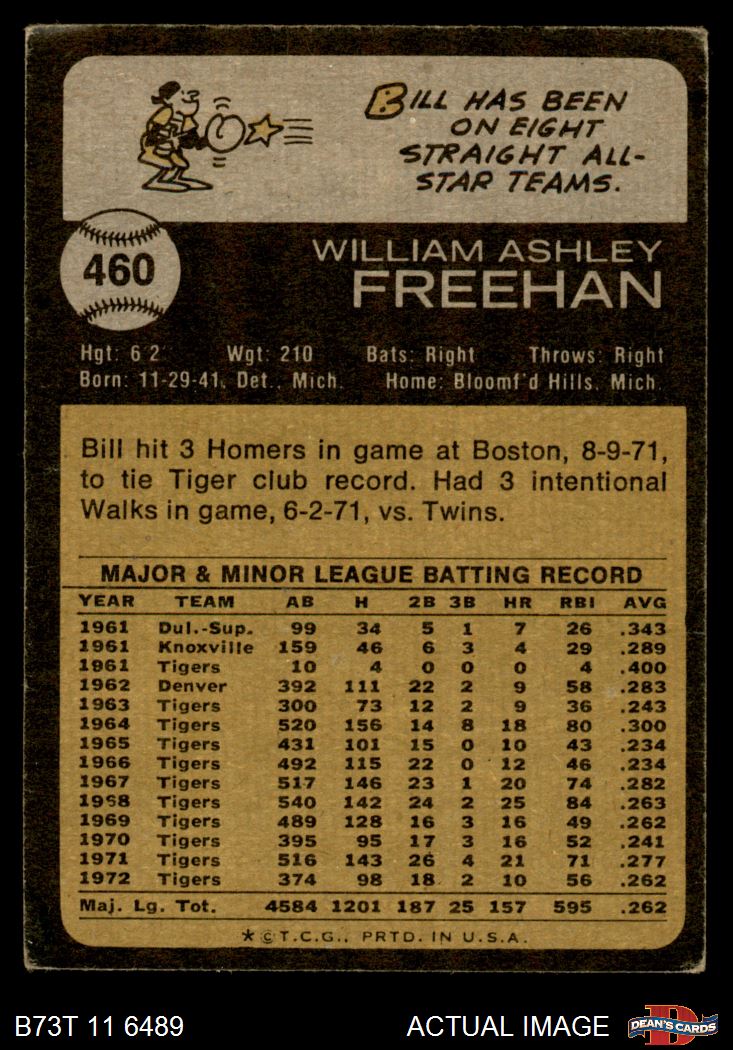 BILL HAS BEEN
ON EIGHT
STRAIGHT ALL-
STAR TEAMS.
460
WILLIAM ASHLEY
FREEHAN
Hgt: 6 2 Wgt: 210 Bats: Right Throws: Right
Born: 11-29-41, Det., Mich. Home: Bloomf'd Hills, Mich.
Bill hit 3 Homers in game at Boston, 8-9-71,
to tie Tiger club record. Had 3 intentional
Walks in game, 6-2-71, vs. Twins.
MAJOR & MINOR LEAGUE BATTING RECORD
YEAR TEAM AB H 2B 3B HR RBI AVG
1961 Dul.-Sup. 99 34 5 1 7 26 .343
1961 Knoxville 159 46 6 3 4 29 .289
1961 Tigers 10 4 0 0 0 4 .400
1962 Denver 392 111 22 2 9 58 .283
1963 Tigers 300 73 12 2 9 36 .243
1964 Tigers 520 156 14 8 18 80 .300
1965 Tigers 431 101 15 0 10 43 .234
1966 Tigers 492 115 22 0 12 46 .234
1967 Tigers 517 146 23 1 20 74 .282
1958 Tigers 540 142 24 2 25 84 .263
1969 Tigers 489 128 16 3 16 49 .262
1970 Tigers 395 95 17 3 16 52 .241
1971 Tigers 516 143 26 4 21 71 .277
1972 Tigers 374 98 18 2 10 56 .262
Maj. Lg. Tot. 4584 1201 187 25 157 595 .262
*©T.C.G., PRTD. IN U.S.A.
B73T 11 6489 ACTUAL IMAGE D DEAN'S CARDS